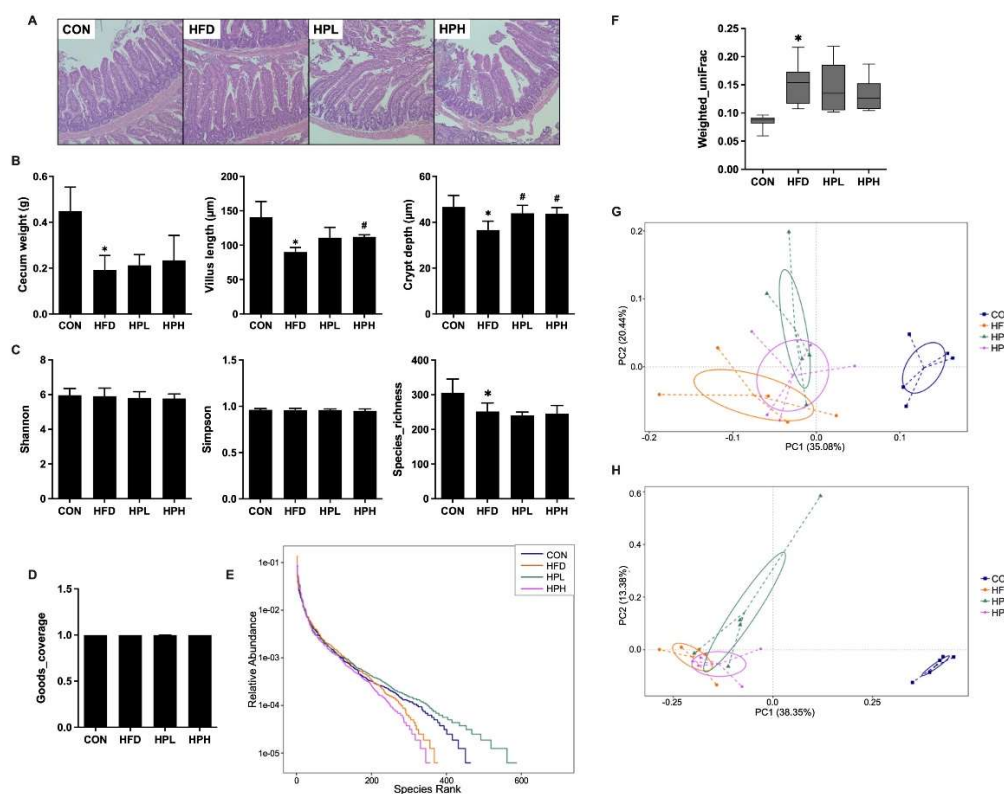 A
CON
HFD
HPL
HPH
B
Cecum weight (g)
0.6
0.4
0.2
0.0
*
CON HFD HPL HPH
Villus length (μm)
200
150
100
50
0
*
#
CON HFD HPL HPH
Crypt depth (μm)
60
40
20
0
*
#
#
CON HFD HPL HPH
C
Shannon
8
6
4
2
0
CON HFD HPL HPH
Simpson
1.5
1.0
0.5
0.0
CON HFD HPL HPH
Species_richness
400
300
200
100
0
*
CON HFD HPL HPH
D
Goods_coverage
1.5
1.0
0.5
0.0
CON HFD HPL HPH
E
Relative Abundance
1e-01
1e-02
1e-03
1e-04
1e-05
0 200 400 600
Species Rank
CON
HFD
HPL
HPH
F
Weighted_uniFrac
0.25
0.20
0.15
0.10
0.05
0.00
*
CON HFD HPL HPH
G
PC2 (20.44%)
0.2
0.1
0.0
-0.2 -0.1 0.0 0.1
PC1 (35.08%)
CO
HF
HP
HP
H
PC2 (13.38%)
0.6
0.4
0.2
0.0
-0.25 0.0 0.25
PC1 (38.35%)
CO
HF
HP
HP